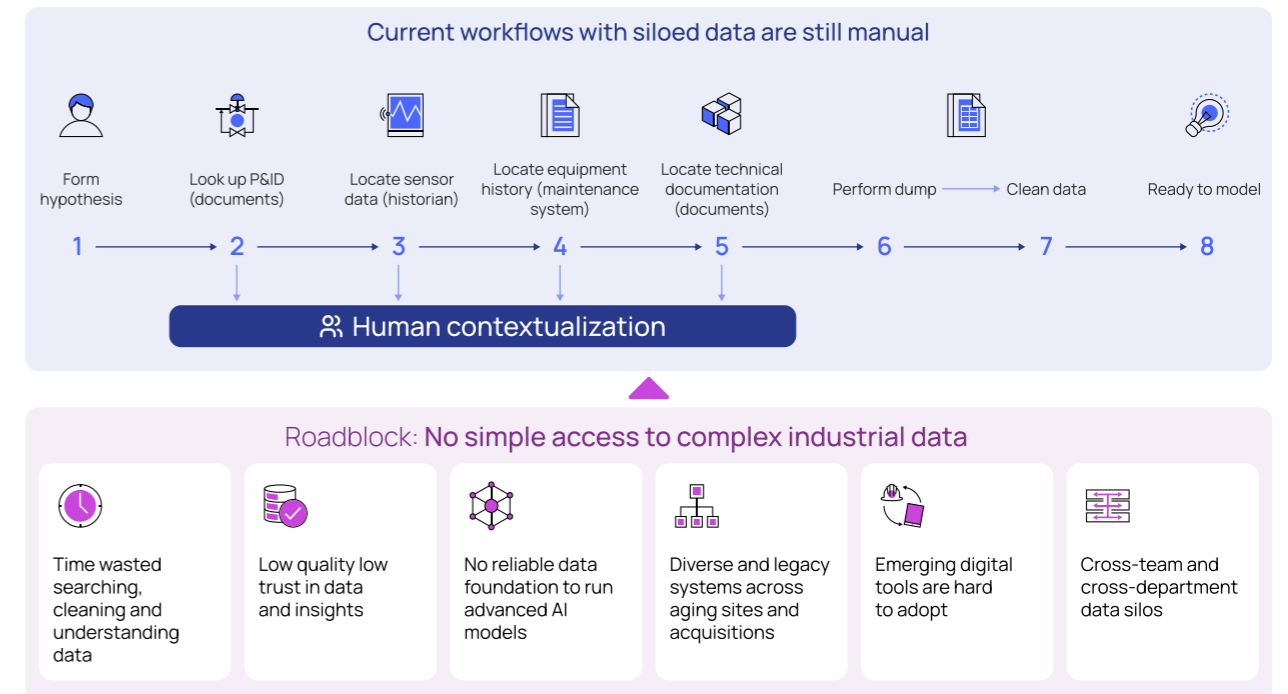 Current workflows with siloed data are still manual
Form
hypothesis
Look up P&ID
(documents)
Locate sensor
data (historian)
Locate equipment
history (maintenance
system)
Locate technical
documentation
(documents)
Perform dump
Clean data
Ready to model
1
2
3
4
5
6
7
8
Human contextualization
Roadblock: No simple access to complex industrial data
Time wasted
searching,
cleaning and
understanding
data
Low quality low
trust in data
and insights
No reliable data
foundation to run
advanced AI
models
Diverse and legacy
systems across
aging sites and
acquisitions
Emerging digital
tools are hard
to adopt
Cross-team and
cross-department
data silos